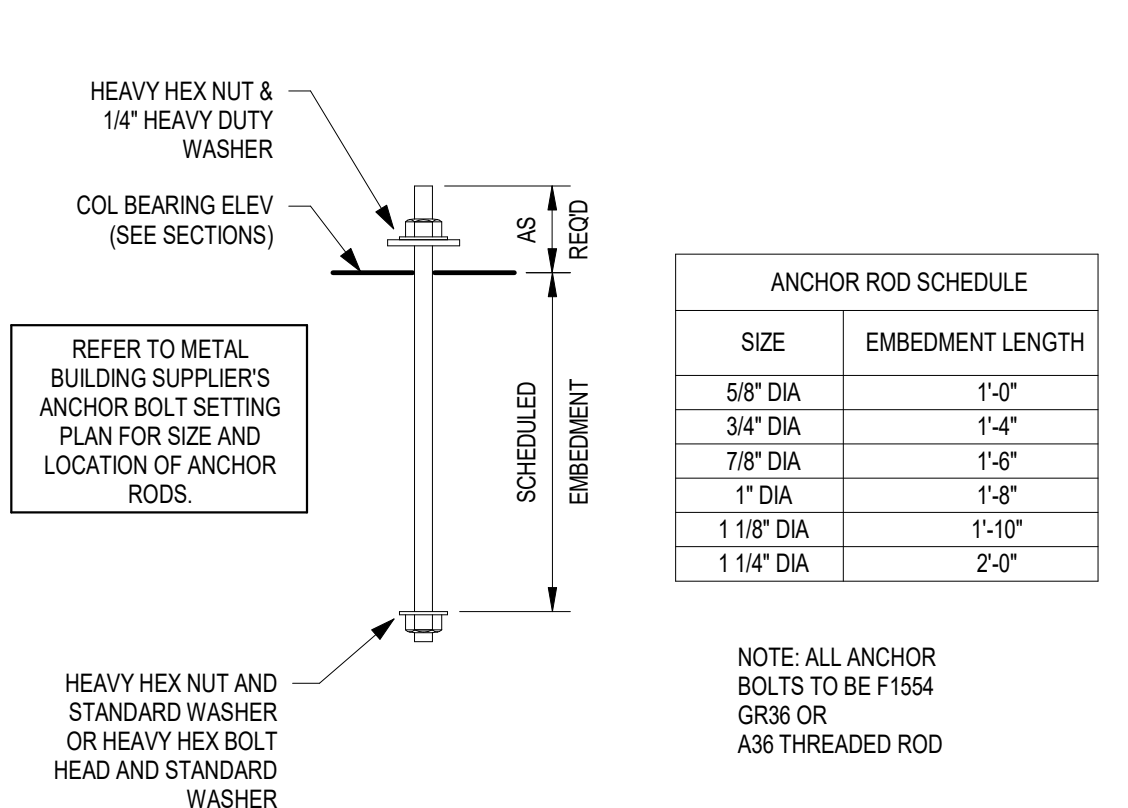 HEAVY HEX NUT &
1/4" HEAVY DUTY
WASHER
COL BEARING ELEV
(SEE SECTIONS)
AS
REQ'D
REFER TO METAL
BUILDING SUPPLIER'S
ANCHOR BOLT SETTING
PLAN FOR SIZE AND
LOCATION OF ANCHOR
RODS.
SCHEDULED
EMBEDMENT
HEAVY HEX NUT AND
STANDARD WASHER
OR HEAVY HEX BOLT
HEAD AND STANDARD
WASHER
ANCHOR ROD SCHEDULE
SIZE EMBEDMENT LENGTH
5/8" DIA 1'-0"
3/4" DIA 1'-4"
7/8" DIA 1'-6"
1" DIA 1'-8"
1 1/8" DIA 1'-10"
1 1/4" DIA 2'-0"
NOTE: ALL ANCHOR
BOLTS TO BE F1554
GR36 OR
A36 THREADED ROD